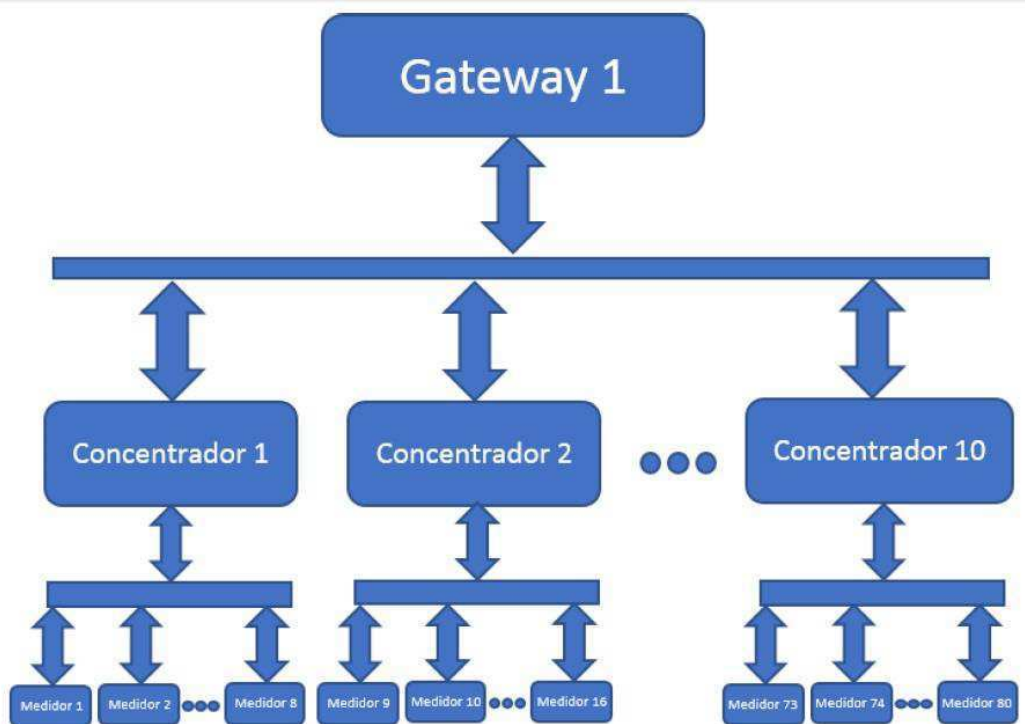 Gateway 1
Concentrador 1
Concentrador 2
Concentrador 10
Medidor 1
Medidor 2
Medidor 8
Medidor 9
Medidor 10
Medidor 16
Medidor 73
Medidor 74
Medidor 80